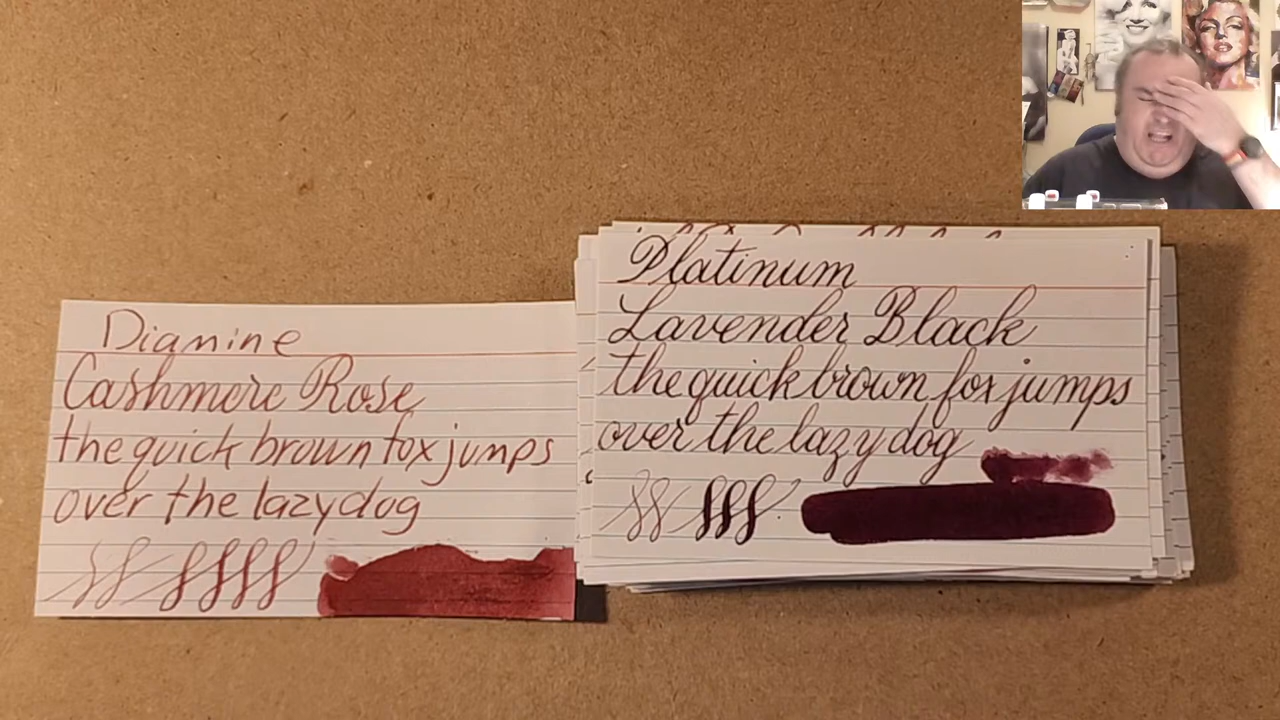 Diamine
Cashmere Rose
the quick brown fox jumps
over the lazy dog
Platinum
Lavender Black
the quick brown fox jumps
over the lazy dog